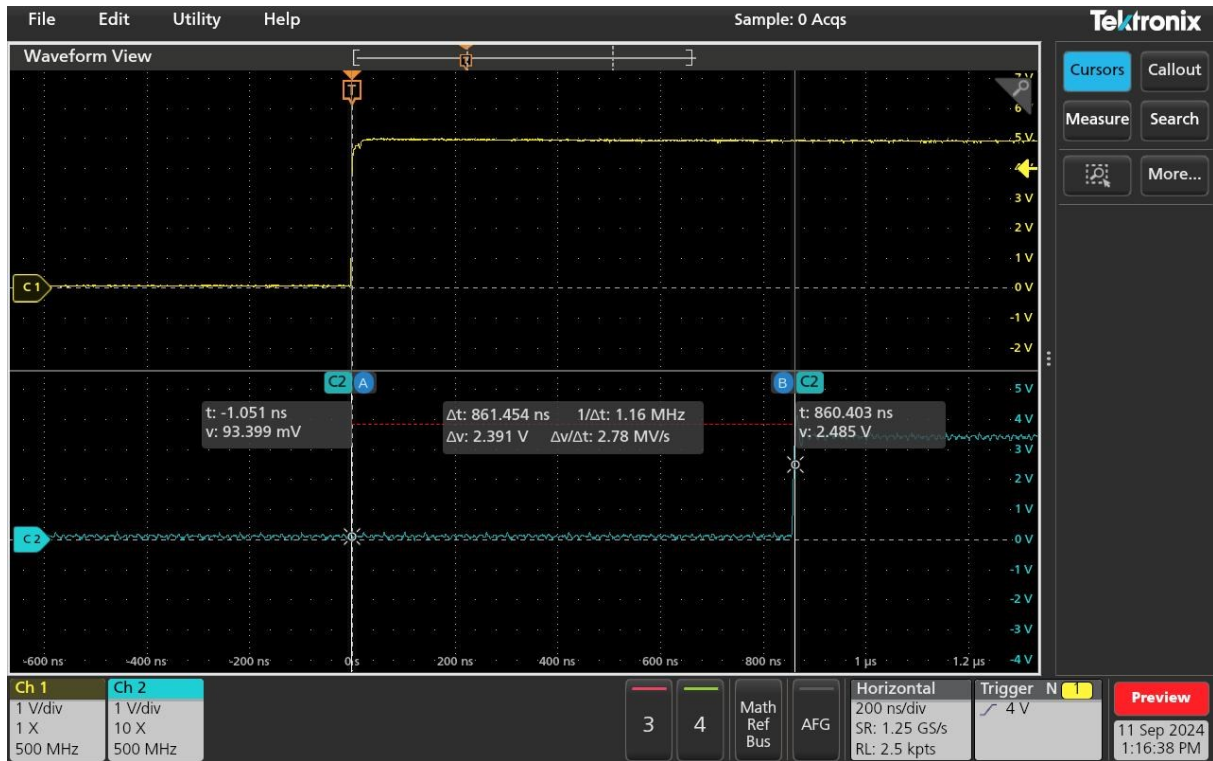 File Edit Utility Help Sample: 0 Acqs Tektronix
Waveform View
Cursors Callout
Measure Search
More...
T
7 V
6
5 V
3 V
2 V
1 V
0 V
-1 V
-2 V
C 1
C2 A
B C2
t: -1.051 ns
v: 93.399 mV
Δt: 861.454 ns 1/Δt: 1.16 MHz
Δv: 2.391 V Δv/Δt: 2.78 MV/s
t: 860.403 ns
v: 2.485 V
5 V
4 V
3 V
2 V
1 V
0 V
-1 V
-2 V
-3 V
-4 V
C 2
-600 ns -400 ns -200 ns 0 s 200 ns 400 ns 600 ns 800 ns 1 µs 1.2 µs
Ch 1
1 V/div
1 X
500 MHz
Ch 2
1 V/div
10 X
500 MHz
3
4
Math
Ref
Bus
AFG
Horizontal
200 ns/div
SR: 1.25 GS/s
RL: 2.5 kpts
Trigger N 1
4 V
Preview
11 Sep 2024
1:16:38 PM